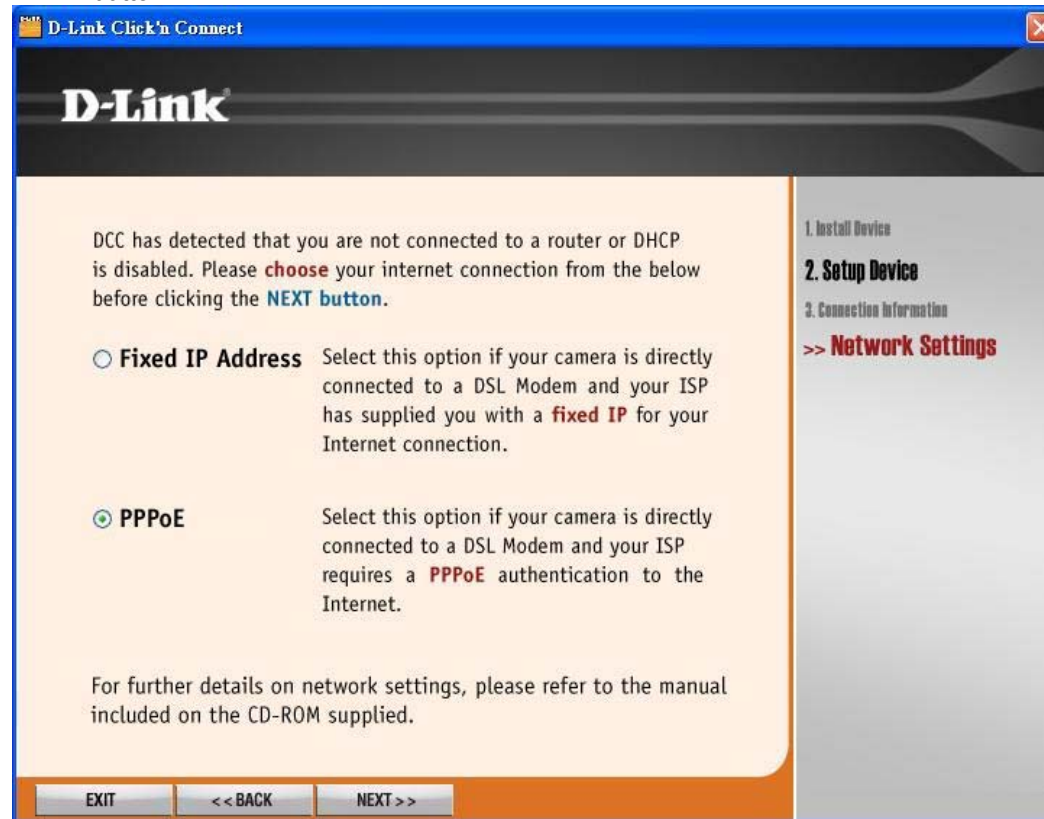 D-Link Click'n Connect
D-Link
DCC has detected that you are not connected to a router or DHCP
is disabled. Please choose your internet connection from the below
before clicking the NEXT button.
Fixed IP Address
Select this option if your camera is directly
connected to a DSL Modem and your ISP
has supplied you with a fixed IP for your
Internet connection.
PPPoE
Select this option if your camera is directly
connected to a DSL Modem and your ISP
requires a PPPoE authentication to the
Internet.
For further details on network settings, please refer to the manual
included on the CD-ROM supplied.
1. Install Device
2. Setup Device
3. Connection Information
>> Network Settings
EXIT
<< BACK
NEXT >>